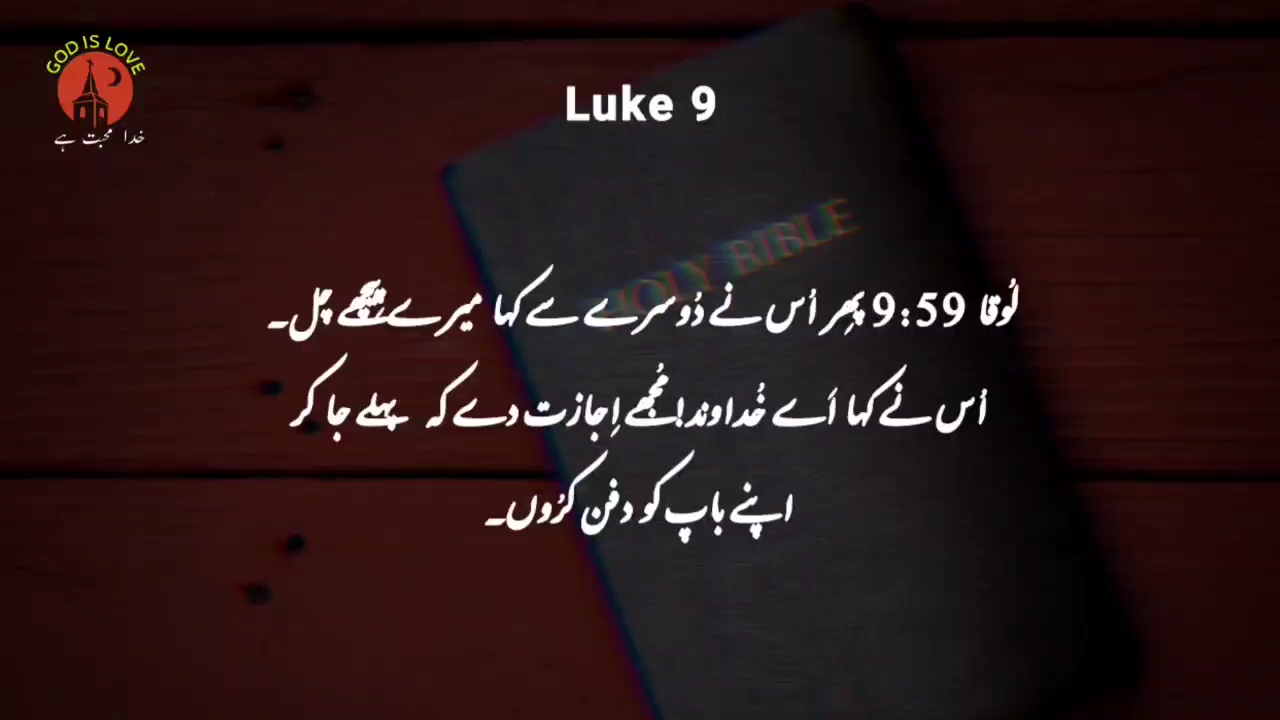 GOD IS LOVE
خدا محبت ہے
Luke 9
HOLY BIBLE
لُوقا 9:59 پِھر اُس نے دُوسرے سے کہا میرے پِیچھے چل۔
اُس نے کہا اَے خُداوند! مُجھے اِجازت دے کہ پہلے جا کر
اپنے باپ کو دفن کرُوں۔